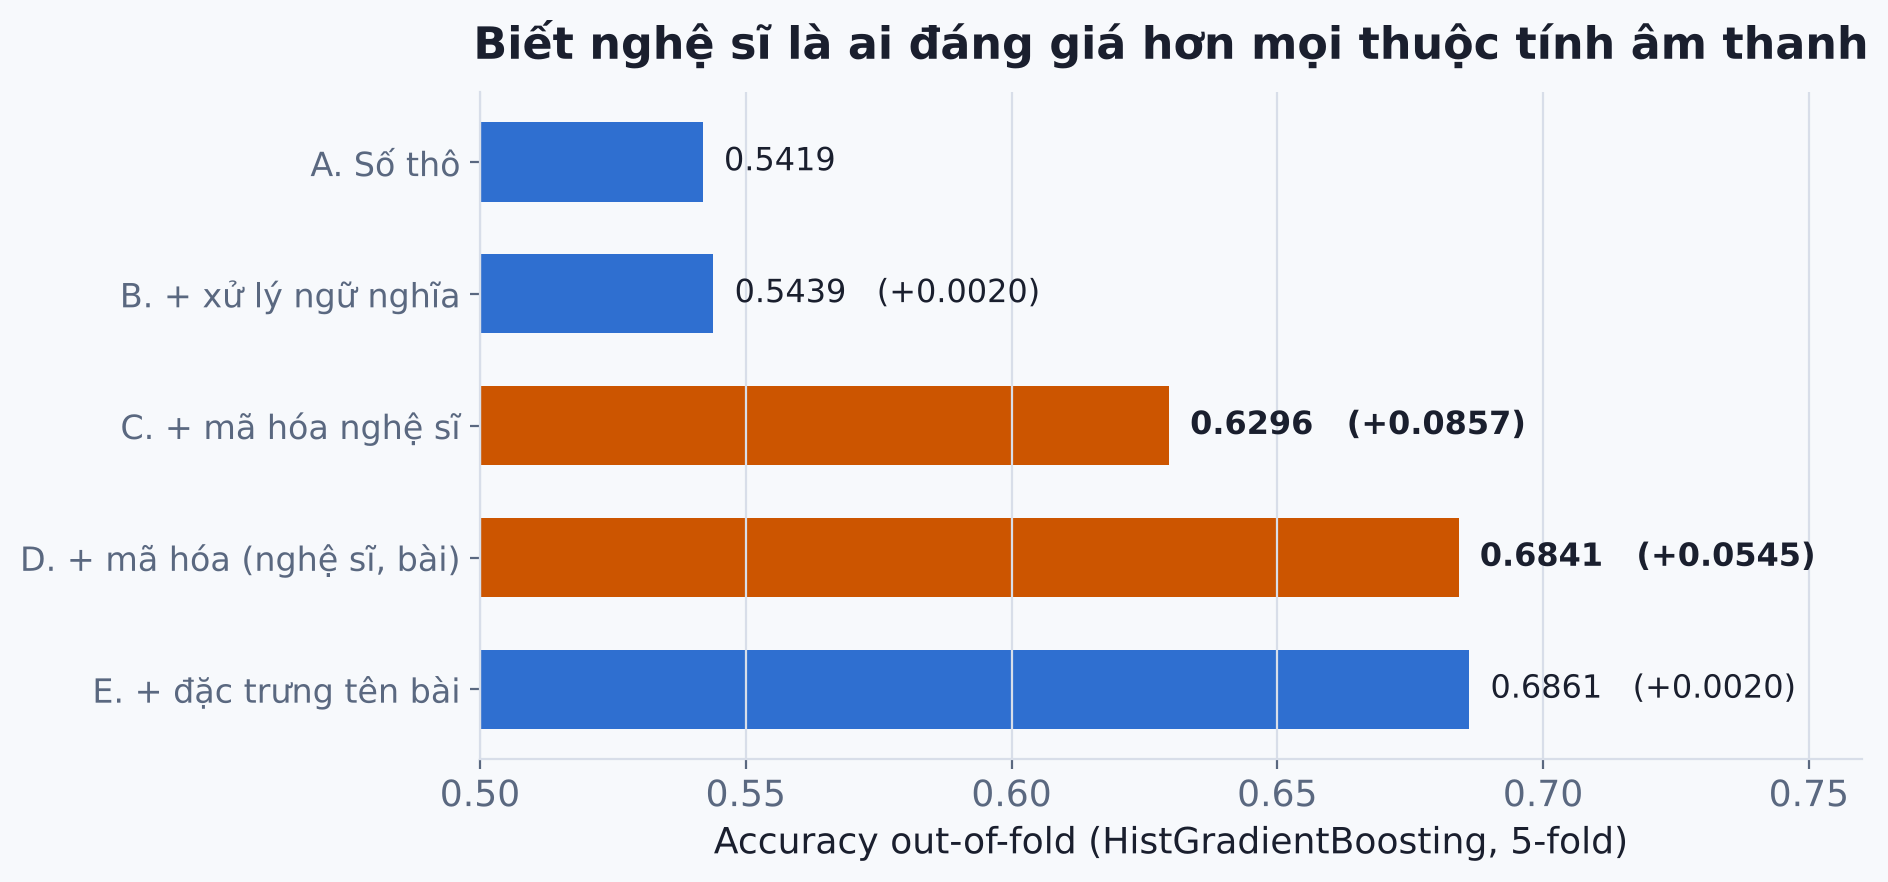 Biết nghệ sĩ là ai đáng giá hơn mọi thuộc tính âm thanh
A. Số thô 0.5419
B. + xử lý ngữ nghĩa 0.5439 (+0.0020)
C. + mã hóa nghệ sĩ 0.6296 (+0.0857)
D. + mã hóa (nghệ sĩ, bài) 0.6841 (+0.0545)
E. + đặc trưng tên bài 0.6861 (+0.0020)
0.50 0.55 0.60 0.65 0.70 0.75
Accuracy out-of-fold (HistGradientBoosting, 5-fold)